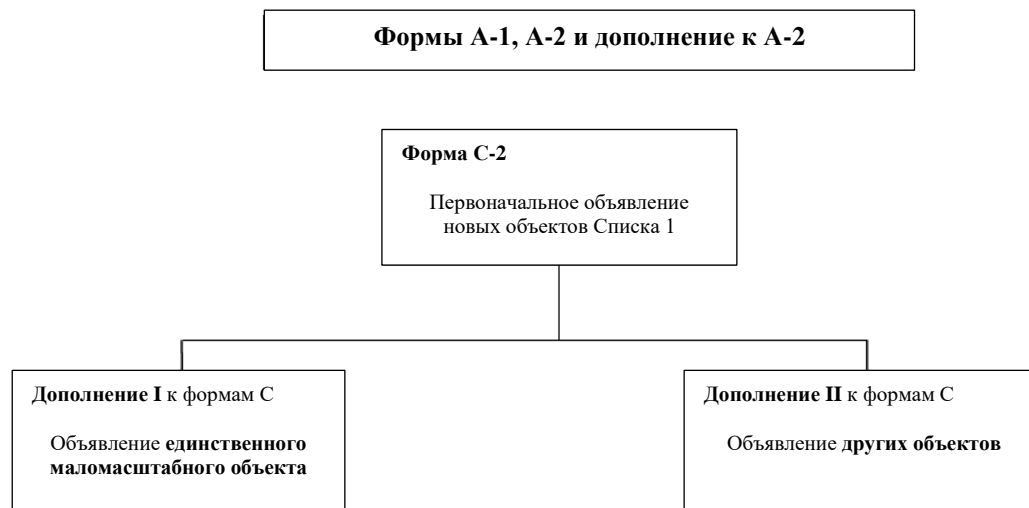 Формы А-1, А-2 и дополнение к А-2
Форма С-2
Первоначальное объявление
новых объектов Списка 1
Дополнение I к формам С
Объявление единственного
маломасштабного объекта
Дополнение II к формам С
Объявление других объектов